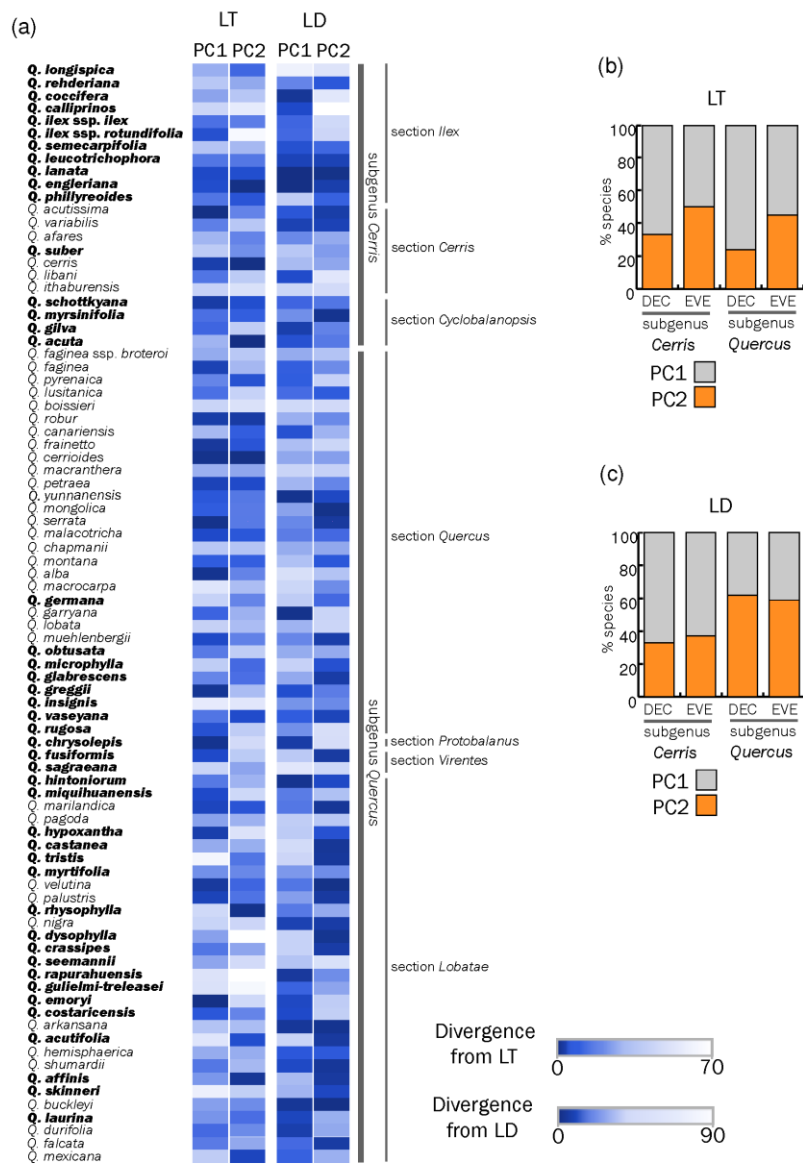 (a)
LT LD
PC1 PC2 PC1 PC2
Q. longispica
Q. rehderiana
Q. coccifera
Q. calliprinos
Q. ilex ssp. ilex
Q. ilex ssp. rotundifolia
Q. semecarpifolia
Q. leucotrichophora
Q. lanata
Q. engleriana
Q. phillyreoides
Q. acutissima
Q. variabilis
Q. afares
Q. suber
Q. cerris
Q. libani
Q. ithaburensis
Q. schottkyana
Q. myrsinifolia
Q. gilva
Q. acuta
Q. faginea ssp. broteroi
Q. faginea
Q. pyrenaica
Q. lusitanica
Q. boissieri
Q. robur
Q. canariensis
Q. frainetto
Q. cerrioides
Q. macranthera
Q. petraea
Q. yunnanensis
Q. mongolica
Q. serrata
Q. malacotricha
Q. chapmanii
Q. montana
Q. alba
Q. macrocarpa
Q. germana
Q. garryana
Q. lobata
Q. muehlenbergii
Q. obtusata
Q. microphylla
Q. glabrescens
Q. greggii
Q. insignis
Q. vaseyana
Q. rugosa
Q. chrysolepis
Q. fusiformis
Q. sagraeana
Q. hintoniorum
Q. miquihuanensis
Q. marilandica
Q. pagoda
Q. hypoxantha
Q. castanea
Q. tristis
Q. myrtifolia
Q. velutina
Q. palustris
Q. rhysophylla
Q. nigra
Q. dysophylla
Q. crassipes
Q. seemannii
Q. rapurahuensis
Q. gulielmi-treleasei
Q. emoryi
Q. costaricensis
Q. arkansana
Q. acutifolia
Q. hemisphaerica
Q. shumardii
Q. affinis
Q. skinneri
Q. buckleyi
Q. laurina
Q. durifolia
Q. falcata
Q. mexicana
subgenus Cerris
subgenus Quercus
section Ilex
section Cerris
section Cyclobalanopsis
section Quercus
section Protobalanus
section Virentes
section Lobatae
(b)
LT
% species
100
80
60
40
20
0
DEC EVE DEC EVE
subgenus subgenus
Cerris Quercus
PC1
PC2
(c)
LD
% species
100
80
60
40
20
0
DEC EVE DEC EVE
subgenus subgenus
Cerris Quercus
PC1
PC2
Divergence
from LT
0 70
Divergence
from LD
0 90